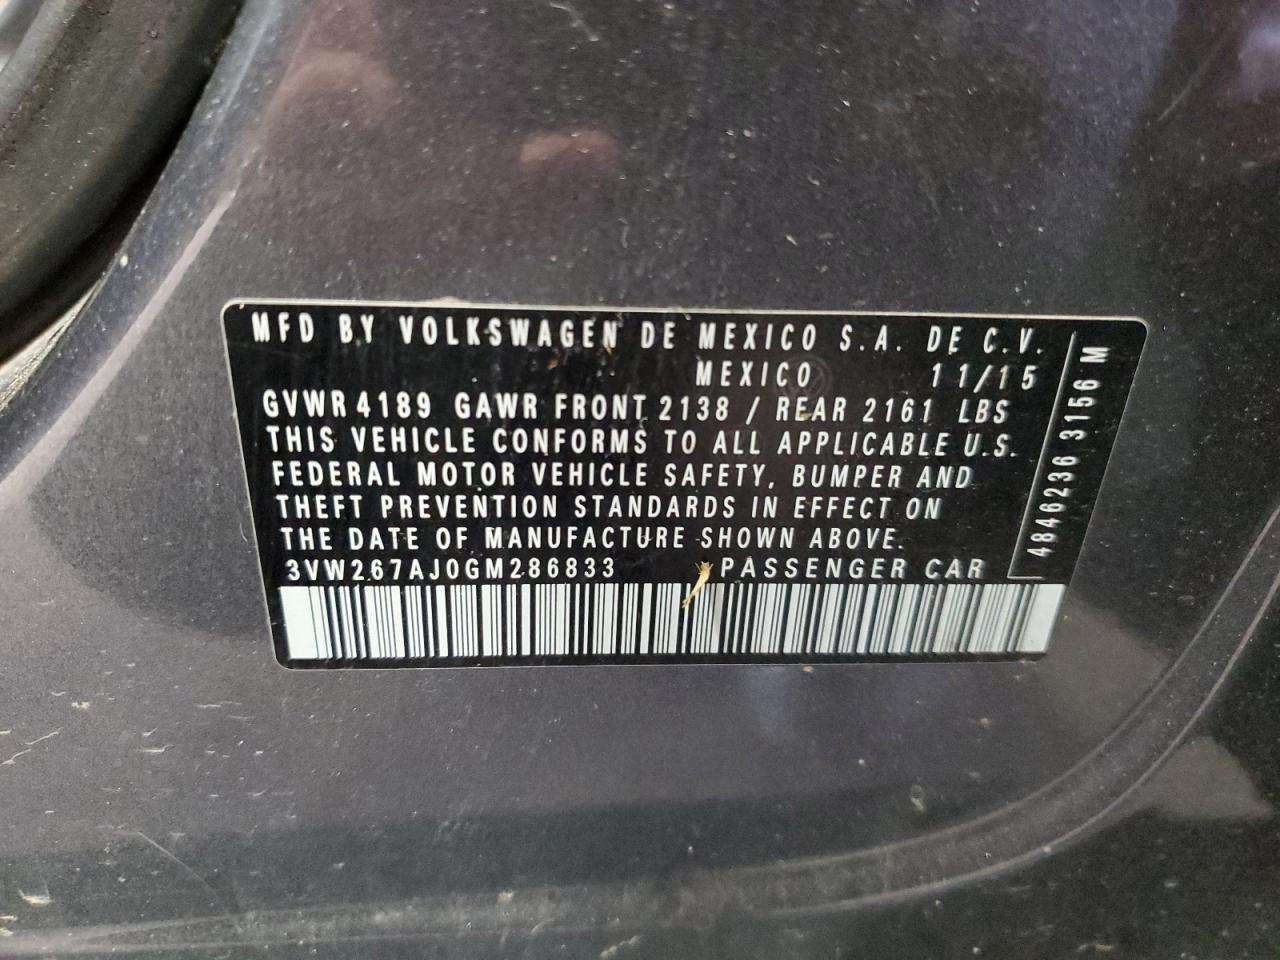 MFD BY VOLKSWAGEN DE MEXICO S.A. DE C.V.
MEXICO 11/15
GVWR 4189 GAWR FRONT 2138 / REAR 2161 LBS
THIS VEHICLE CONFORMS TO ALL APPLICABLE U.S.
FEDERAL MOTOR VEHICLE SAFETY, BUMPER AND
THEFT PREVENTION STANDARDS IN EFFECT ON
THE DATE OF MANUFACTURE SHOWN ABOVE.
3VW267AJ0GM286833 PASSENGER CAR
4846236 3156 M